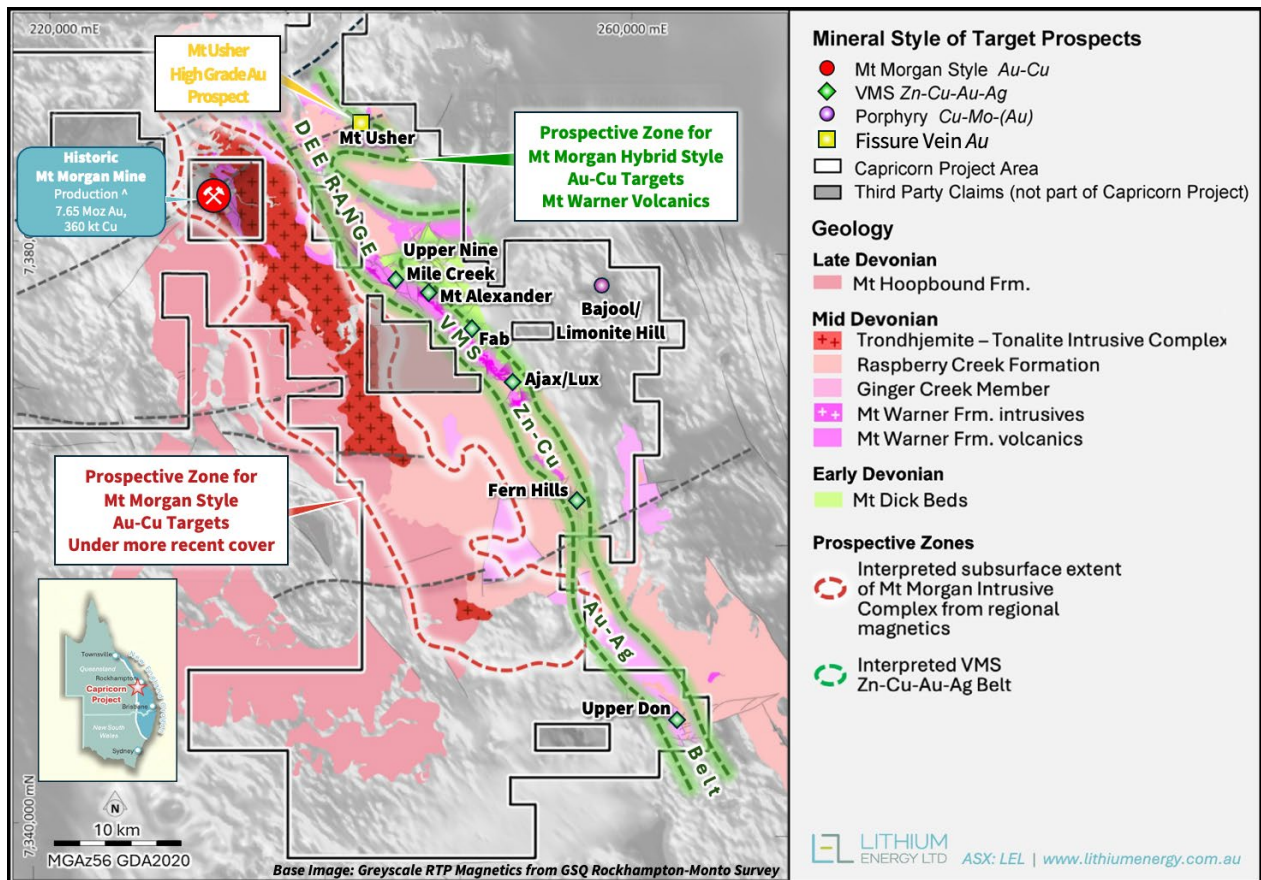 220,000 mE
260,000 mE
7,380,000
7,340,000 mN
Mt Usher
High Grade Au
Prospect
Mt Usher
Prospective Zone for
Mt Morgan Hybrid Style
Au-Cu Targets
Mt Warner Volcanics
Historic
Mt Morgan Mine
Production ^
7.65 Moz Au,
360 kt Cu
DEE RANGE
VMS
Zn-Cu
Au-Ag
Belt
Upper Nine
Mile Creek
Mt Alexander
Fab
Ajax/Lux
Bajool/
Limonite Hill
Fern Hills
Upper Don
Prospective Zone for
Mt Morgan Style
Au-Cu Targets
Under more recent cover
Townsville
Queensland
Rockhampton
Capricorn
Project
Brisbane
New South
Wales
Sydney
N
10 km
MGAz56 GDA2020
Base Image: Greyscale RTP Magnetics from GSQ Rockhampton-Monto Survey
Mineral Style of Target Prospects
Mt Morgan Style Au-Cu
VMS Zn-Cu-Au-Ag
Porphyry Cu-Mo-(Au)
Fissure Vein Au
Capricorn Project Area
Third Party Claims (not part of Capricorn Project)
Geology
Late Devonian
Mt Hoopbound Frm.
Mid Devonian
Trondhjemite – Tonalite Intrusive Complex
Raspberry Creek Formation
Ginger Creek Member
Mt Warner Frm. intrusives
Mt Warner Frm. volcanics
Early Devonian
Mt Dick Beds
Prospective Zones
Interpreted subsurface extent
of Mt Morgan Intrusive
Complex from regional
magnetics
Interpreted VMS
Zn-Cu-Au-Ag Belt
LITHIUM
ENERGY LTD
ASX: LEL | www.lithiumenergy.com.au